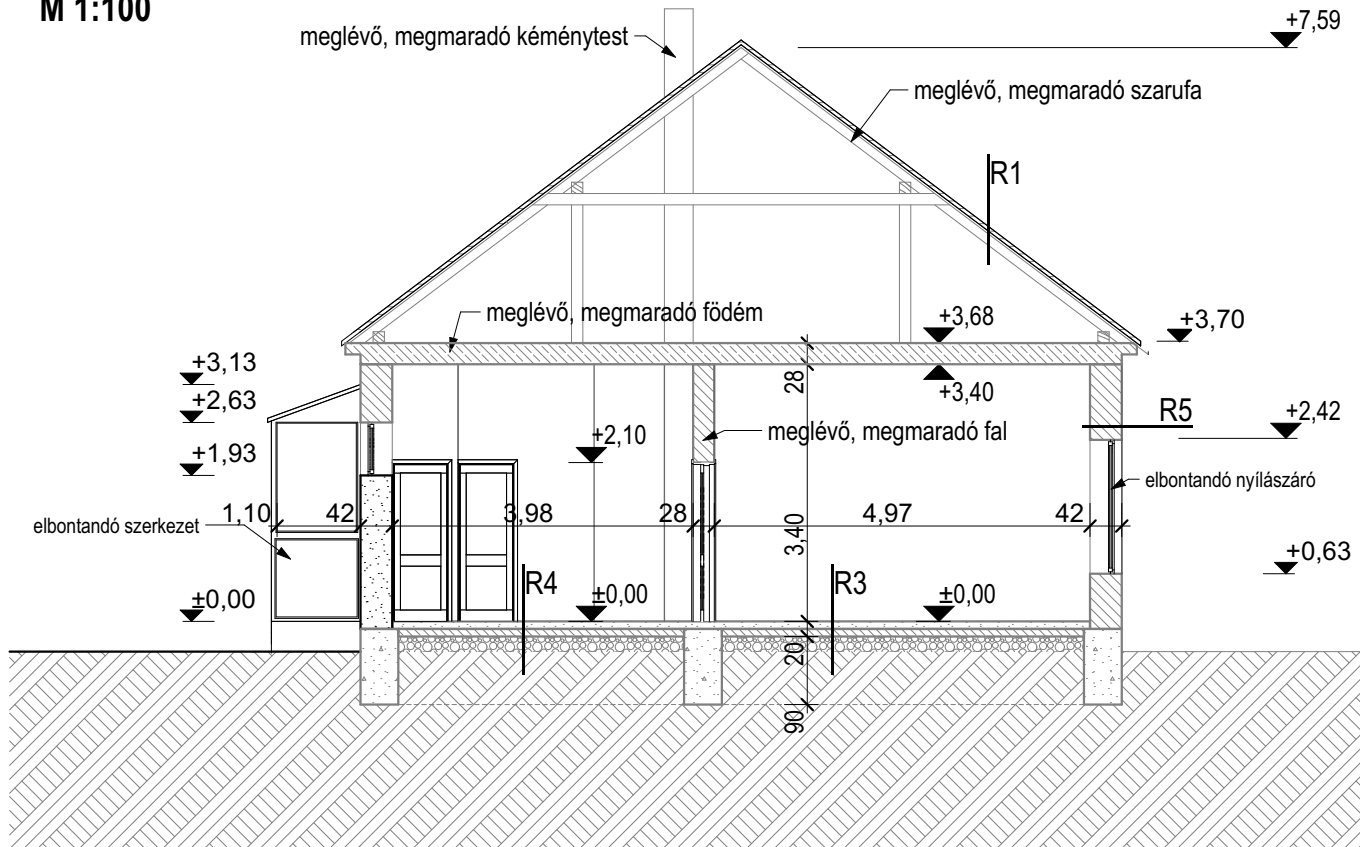 M 1:100
meglévő, megmaradó kéménytest
+7,59
meglévő, megmaradó szarufa
R1
meglévő, megmaradó födém
+3,68
+3,70
+3,13
28
+3,40
+2,63
R5
+2,42
+2,10
meglévő, megmaradó fal
+1,93
elbontandó nyílászáró
1,10
42
3,98
28
3,40
4,97
42
elbontandó szerkezet
+0,63
R4
R3
±0,00
±0,00
±0,00
20
90